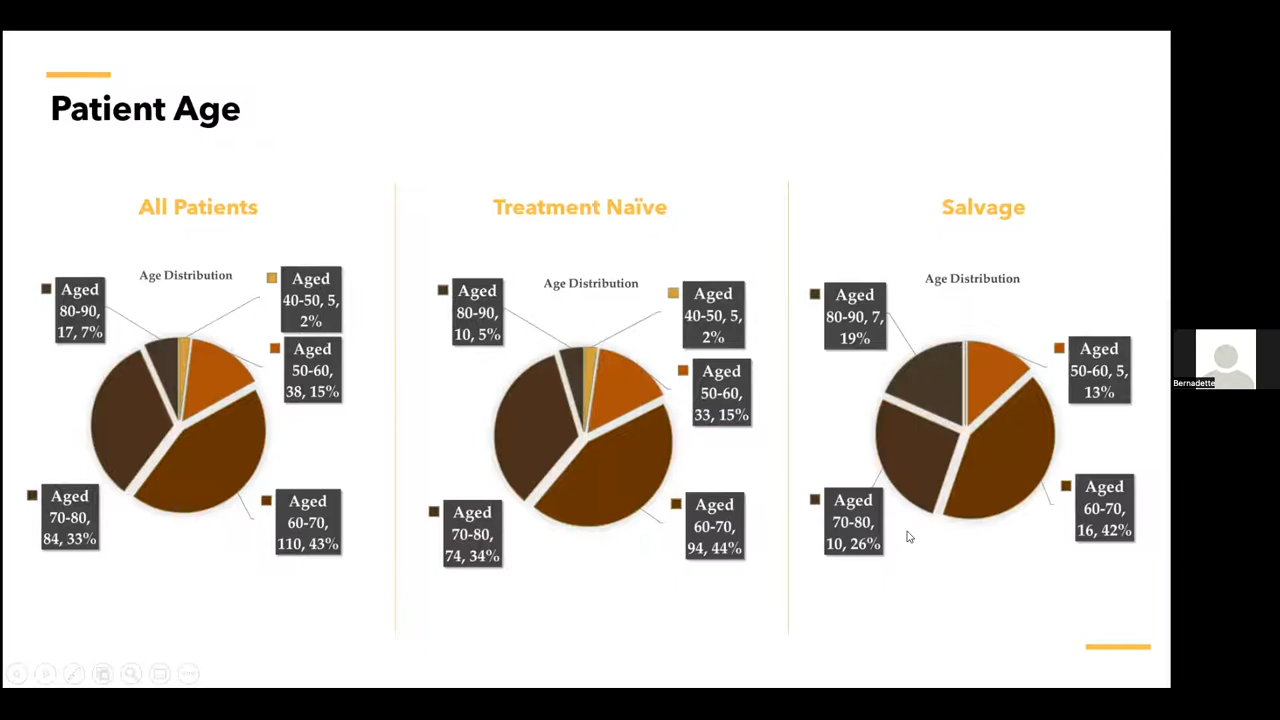 Patient Age
All Patients
Age Distribution
Aged
80-90,
17, 7%
Aged
40-50, 5,
2%
Aged
50-60,
38, 15%
Aged
70-80,
84, 33%
Aged
60-70,
110, 43%
Treatment Naïve
Age Distribution
Aged
80-90,
10, 5%
Aged
40-50, 5,
2%
Aged
50-60,
33, 15%
Aged
70-80,
74, 34%
Aged
60-70,
94, 44%
Salvage
Age Distribution
Aged
80-90, 7,
19%
Aged
50-60, 5,
13%
Aged
70-80,
10, 26%
Aged
60-70,
16, 42%
Bernadette